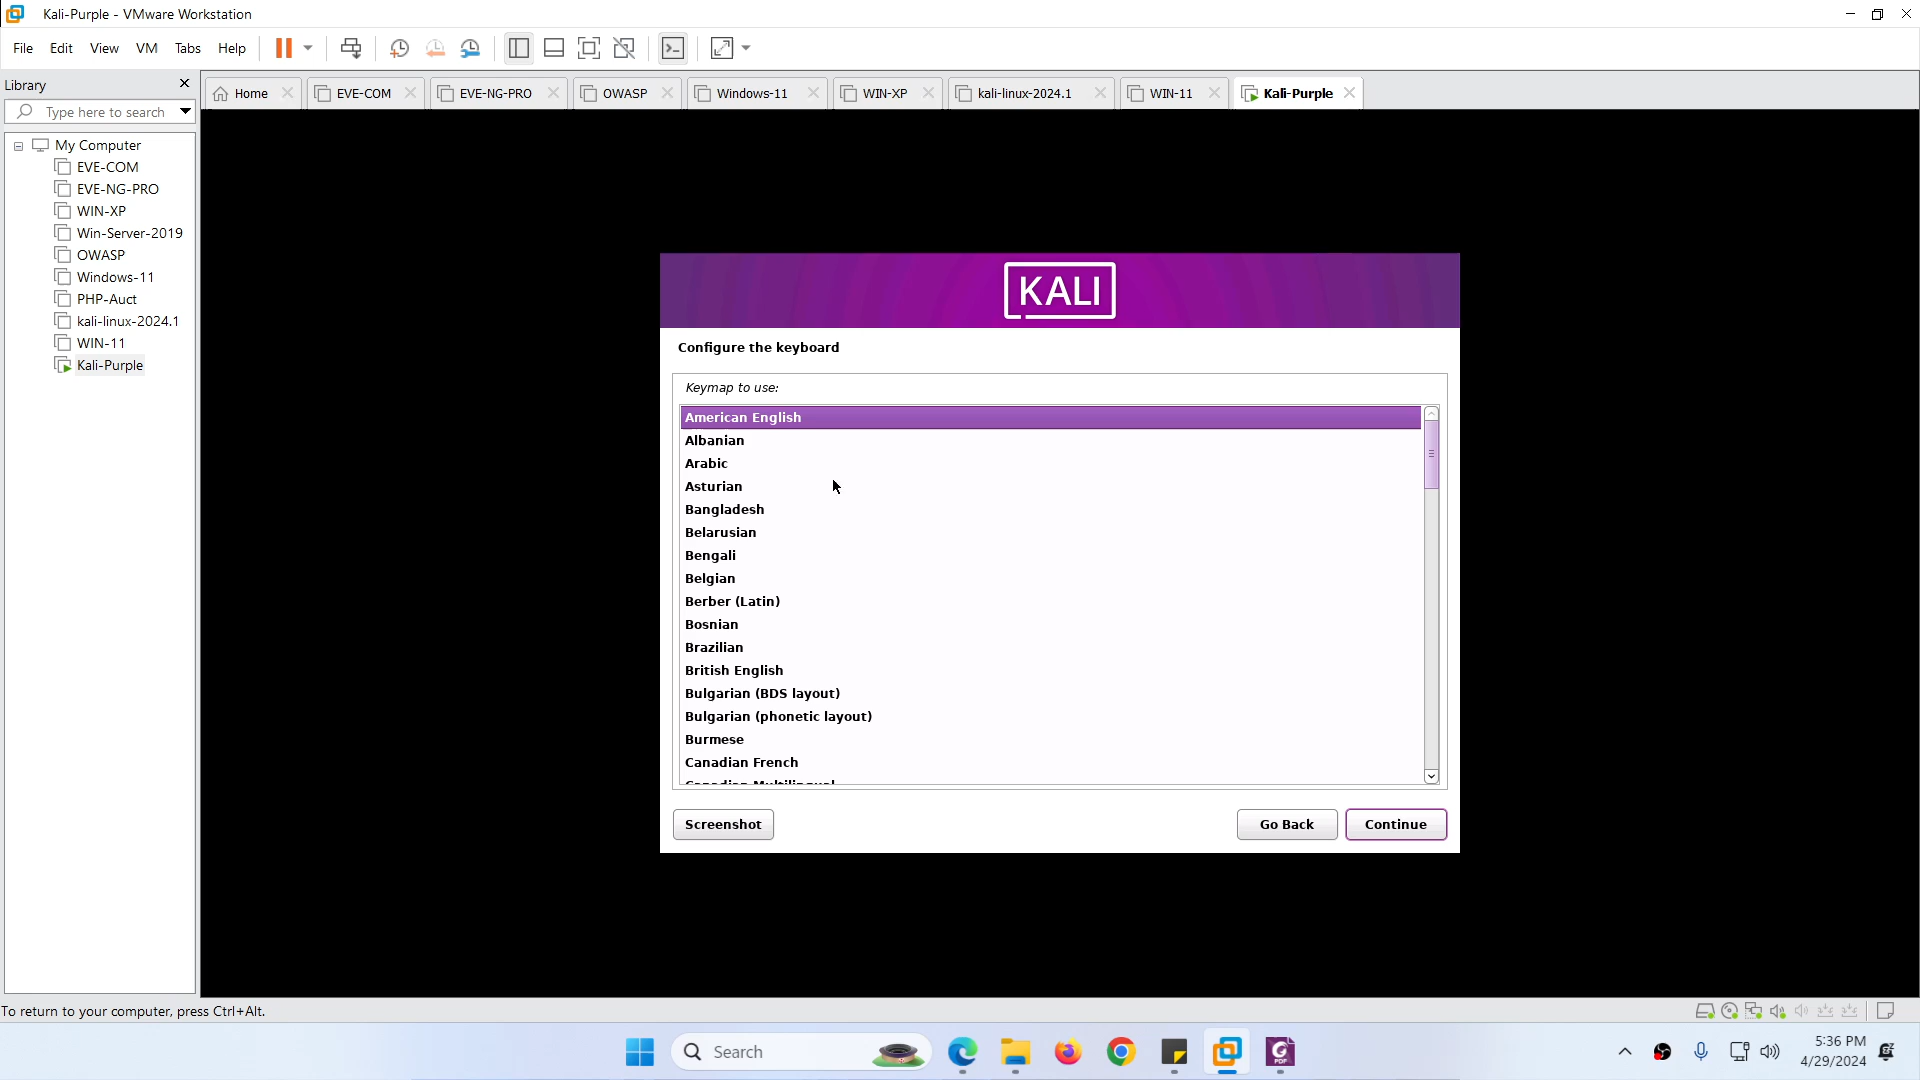 Kali-Purple - VMware Workstation
File Edit View VM Tabs Help
Library
Type here to search
My Computer
EVE-COM
EVE-NG-PRO
WIN-XP
Win-Server-2019
OWASP
Windows-11
PHP-Auct
kali-linux-2024.1
WIN-11
Kali-Purple
Home EVE-COM EVE-NG-PRO OWASP Windows-11 WIN-XP kali-linux-2024.1 WIN-11 Kali-Purple
KALI
Configure the keyboard
Keymap to use:
American English
Albanian
Arabic
Asturian
Bangladesh
Belarusian
Bengali
Belgian
Berber (Latin)
Bosnian
Brazilian
British English
Bulgarian (BDS layout)
Bulgarian (phonetic layout)
Burmese
Canadian French
Canadian Multilingual
Screenshot Go Back Continue
To return to your computer, press Ctrl+Alt.
Search
PDF
5:36 PM
4/29/2024